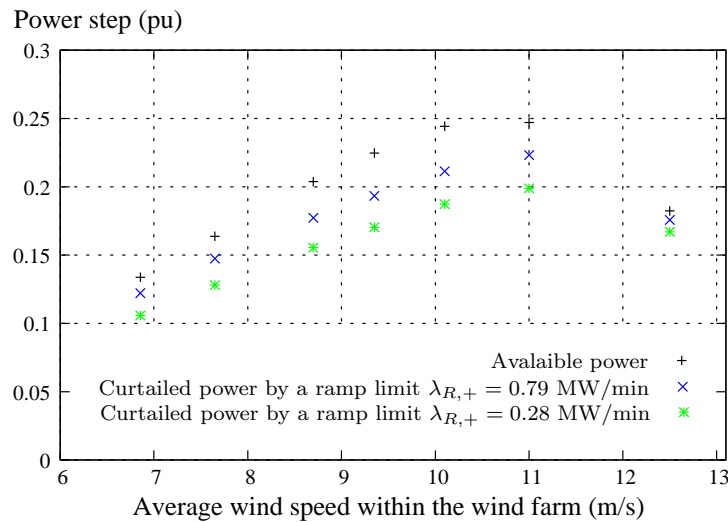 Power step (pu)
0.3
0.25
0.2
0.15
0.1
0.05
0
Avalaible power
Curtailed power by a ramp limit λR,+ = 0.79 MW/min
Curtailed power by a ramp limit λR,+ = 0.28 MW/min
6 7 8 9 10 11 12 13
Average wind speed within the wind farm (m/s)